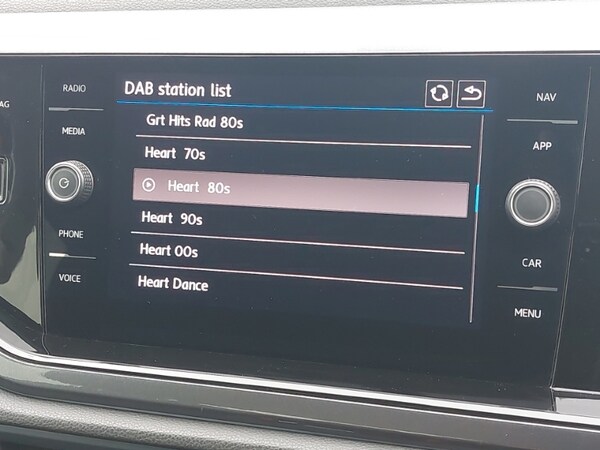 AG
RADIO
MEDIA
PHONE
VOICE
DAB station list
Grt Hits Rad 80s
Heart 70s
Heart 80s
Heart 90s
Heart 00s
Heart Dance
NAV
APP
CAR
MENU